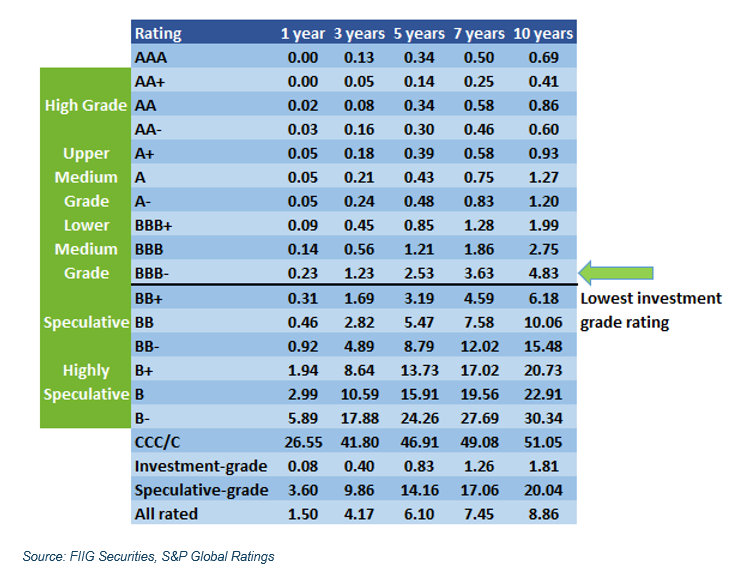 Rating 1 year 3 years 5 years 7 years 10 years
AAA 0.00 0.13 0.34 0.50 0.69
AA+ 0.00 0.05 0.14 0.25 0.41
High Grade AA 0.02 0.08 0.34 0.58 0.86
AA- 0.03 0.16 0.30 0.46 0.60
Upper A+ 0.05 0.18 0.39 0.58 0.93
Medium A 0.05 0.21 0.43 0.75 1.27
Grade A- 0.05 0.24 0.48 0.83 1.20
Lower BBB+ 0.09 0.45 0.85 1.28 1.99
Medium BBB 0.14 0.56 1.21 1.86 2.75
Grade BBB- 0.23 1.23 2.53 3.63 4.83
BB+ 0.31 1.69 3.19 4.59 6.18 Lowest investment
Speculative BB 0.46 2.82 5.47 7.58 10.06 grade rating
BB- 0.92 4.89 8.79 12.02 15.48
Highly B+ 1.94 8.64 13.73 17.02 20.73
Speculative B 2.99 10.59 15.91 19.56 22.91
B- 5.89 17.88 24.26 27.69 30.34
CCC/C 26.55 41.80 46.91 49.08 51.05
Investment-grade 0.08 0.40 0.83 1.26 1.81
Speculative-grade 3.60 9.86 14.16 17.06 20.04
All rated 1.50 4.17 6.10 7.45 8.86
Source: FIIG Securities, S&P Global Ratings